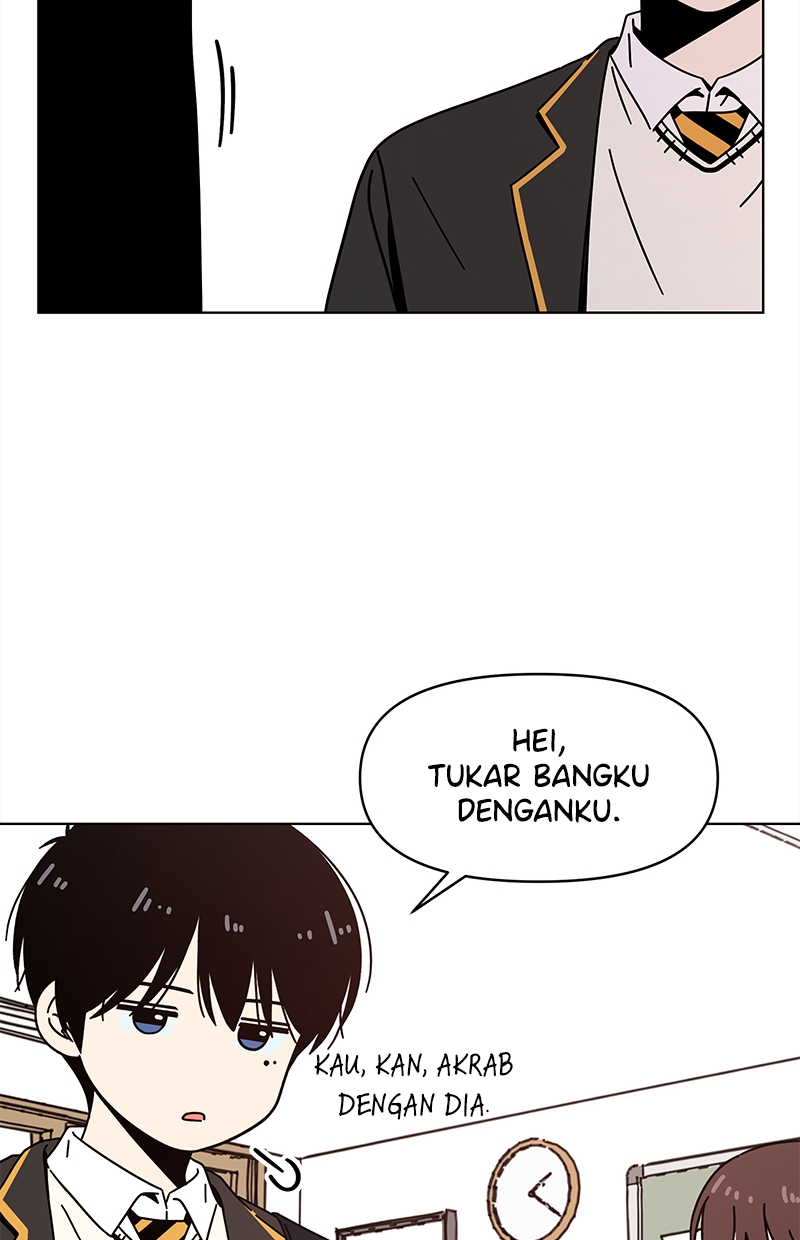 HEI,
TUKAR BANGKU
DENGANKU.
KAU, KAN, AKRAB
DENGAN DIA.